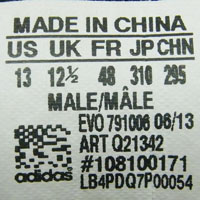 MADE IN CHINA
US UK FR JP CHN
13 12½ 48 310 295
MALE/MÂLE
EVO 791006 06/13
ART Q21342
#108100171
adidas LB4PDQ7P00054